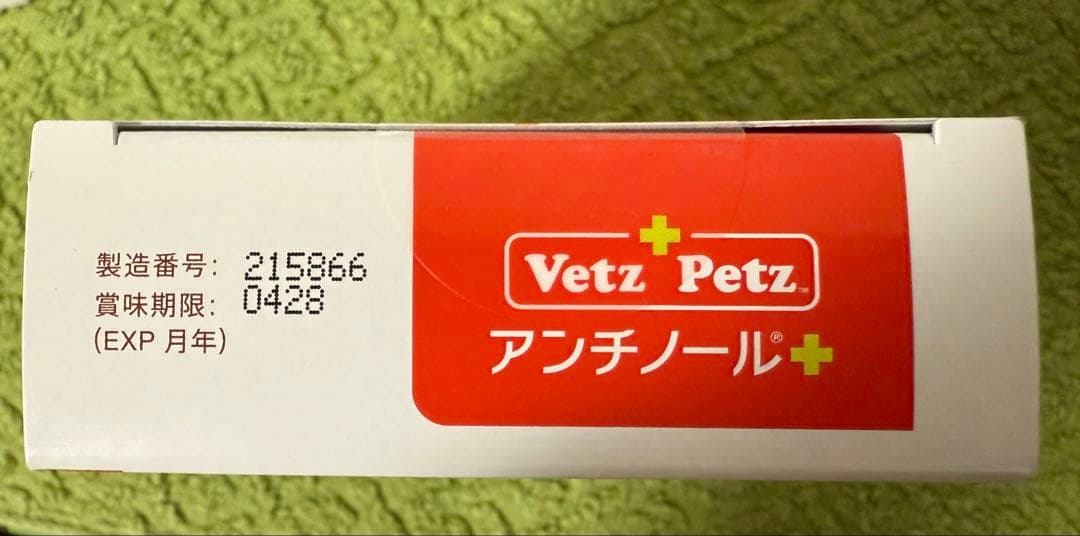 製造番号: 215866
賞味期限: 0428
(EXP 月年)
Vetz Petz™
アンチノール®+